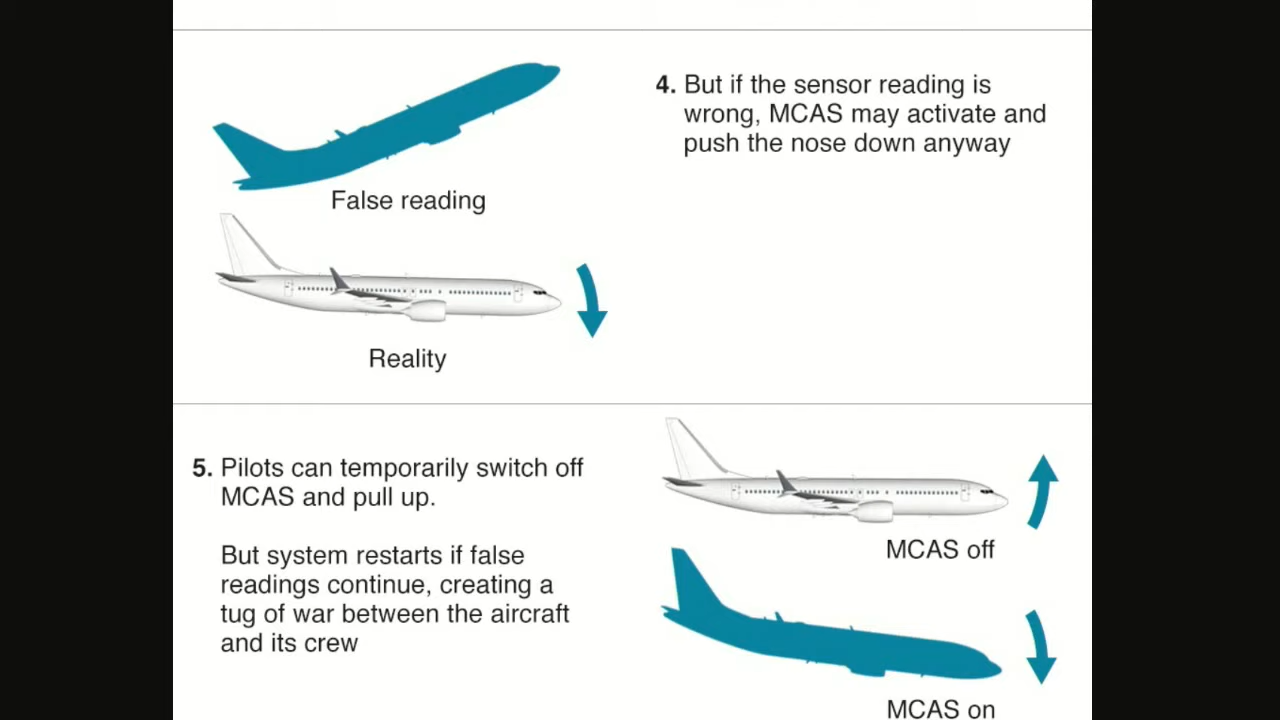 4. But if the sensor reading is
wrong, MCAS may activate and
push the nose down anyway
False reading
Reality
5. Pilots can temporarily switch off
MCAS and pull up.
But system restarts if false
readings continue, creating a
tug of war between the aircraft
and its crew
MCAS off
MCAS on